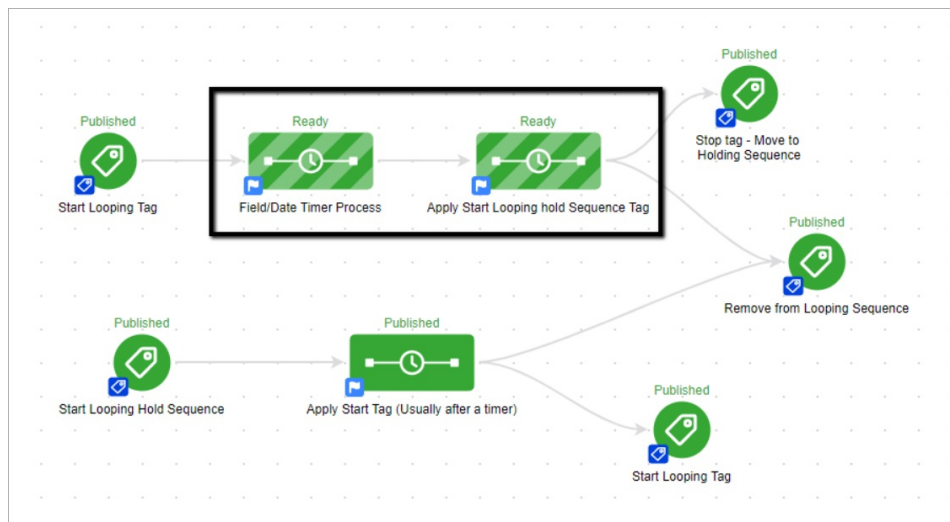 Published
Start Looping Tag
Ready
Field/Date Timer Process
Ready
Apply Start Looping hold Sequence Tag
Published
Stop tag - Move to
Holding Sequence
Published
Remove from Looping Sequence
Published
Start Looping Hold Sequence
Published
Apply Start Tag (Usually after a timer)
Published
Start Looping Tag